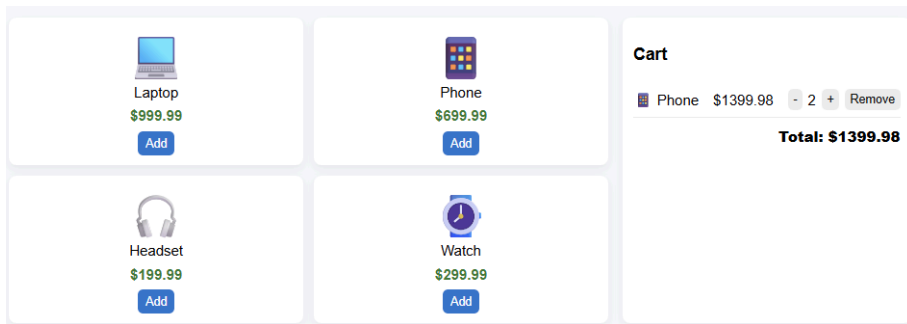 Laptop
$999.99
Add
Phone
$699.99
Add
Headset
$199.99
Add
Watch
$299.99
Add
Cart
Phone $1399.98 - 2 + Remove
Total: $1399.98